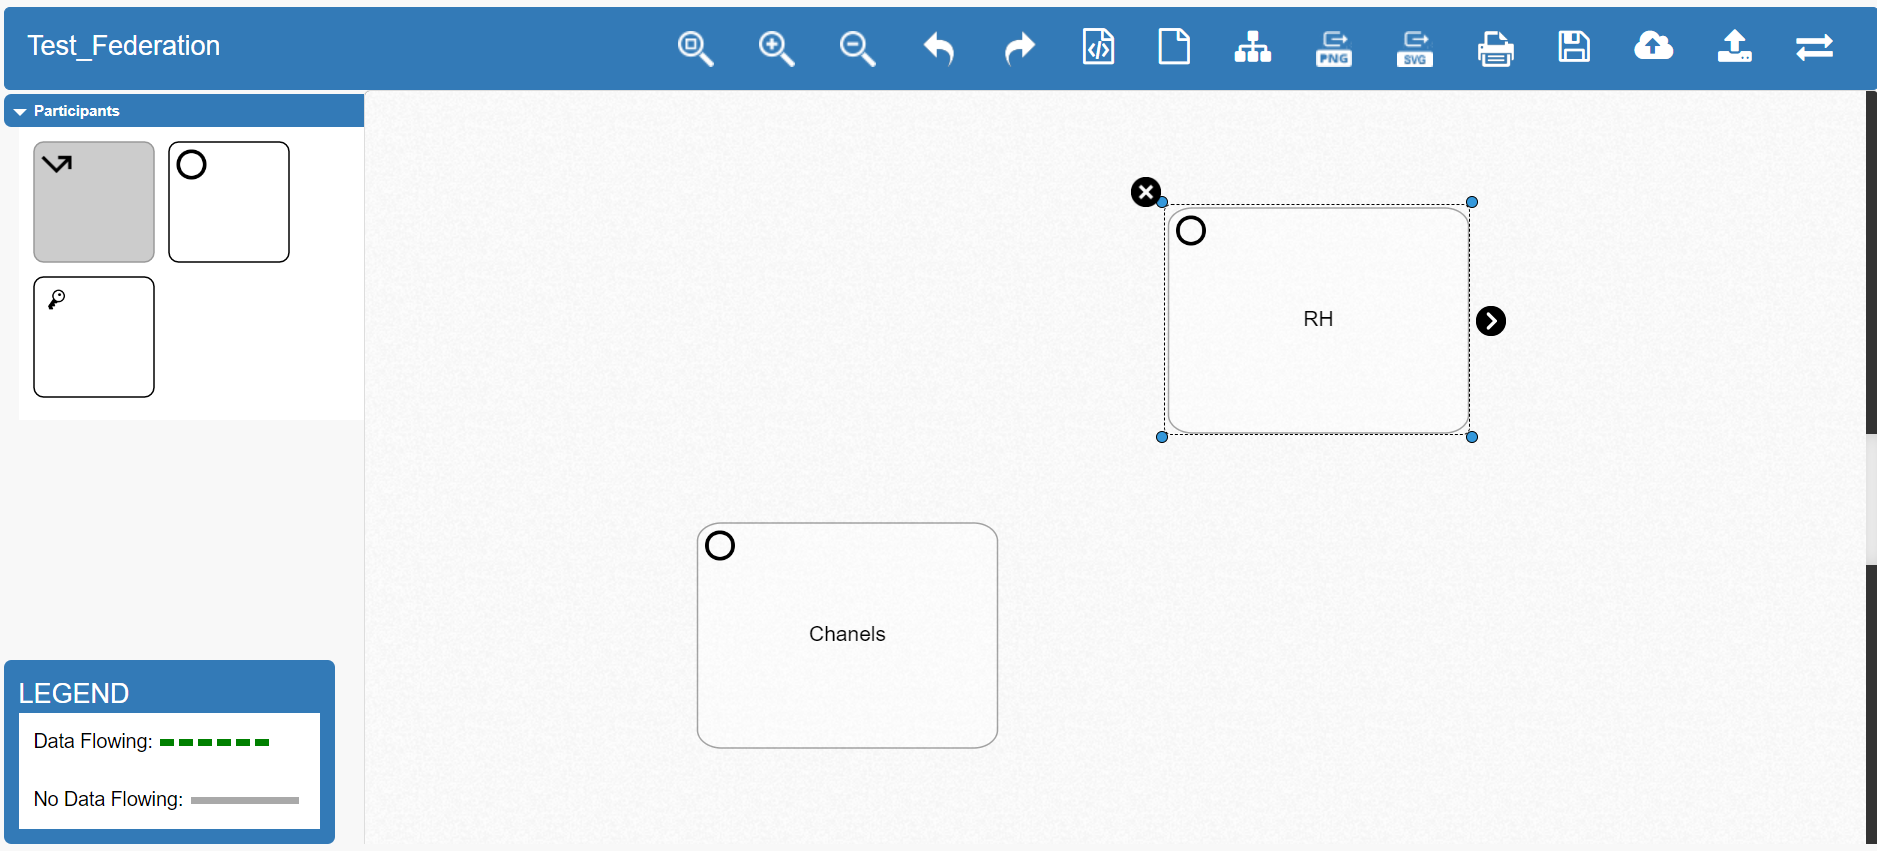 Test_Federation
PNG
SVG
Participants
RH
Chanels
LEGEND
Data Flowing:
No Data Flowing: